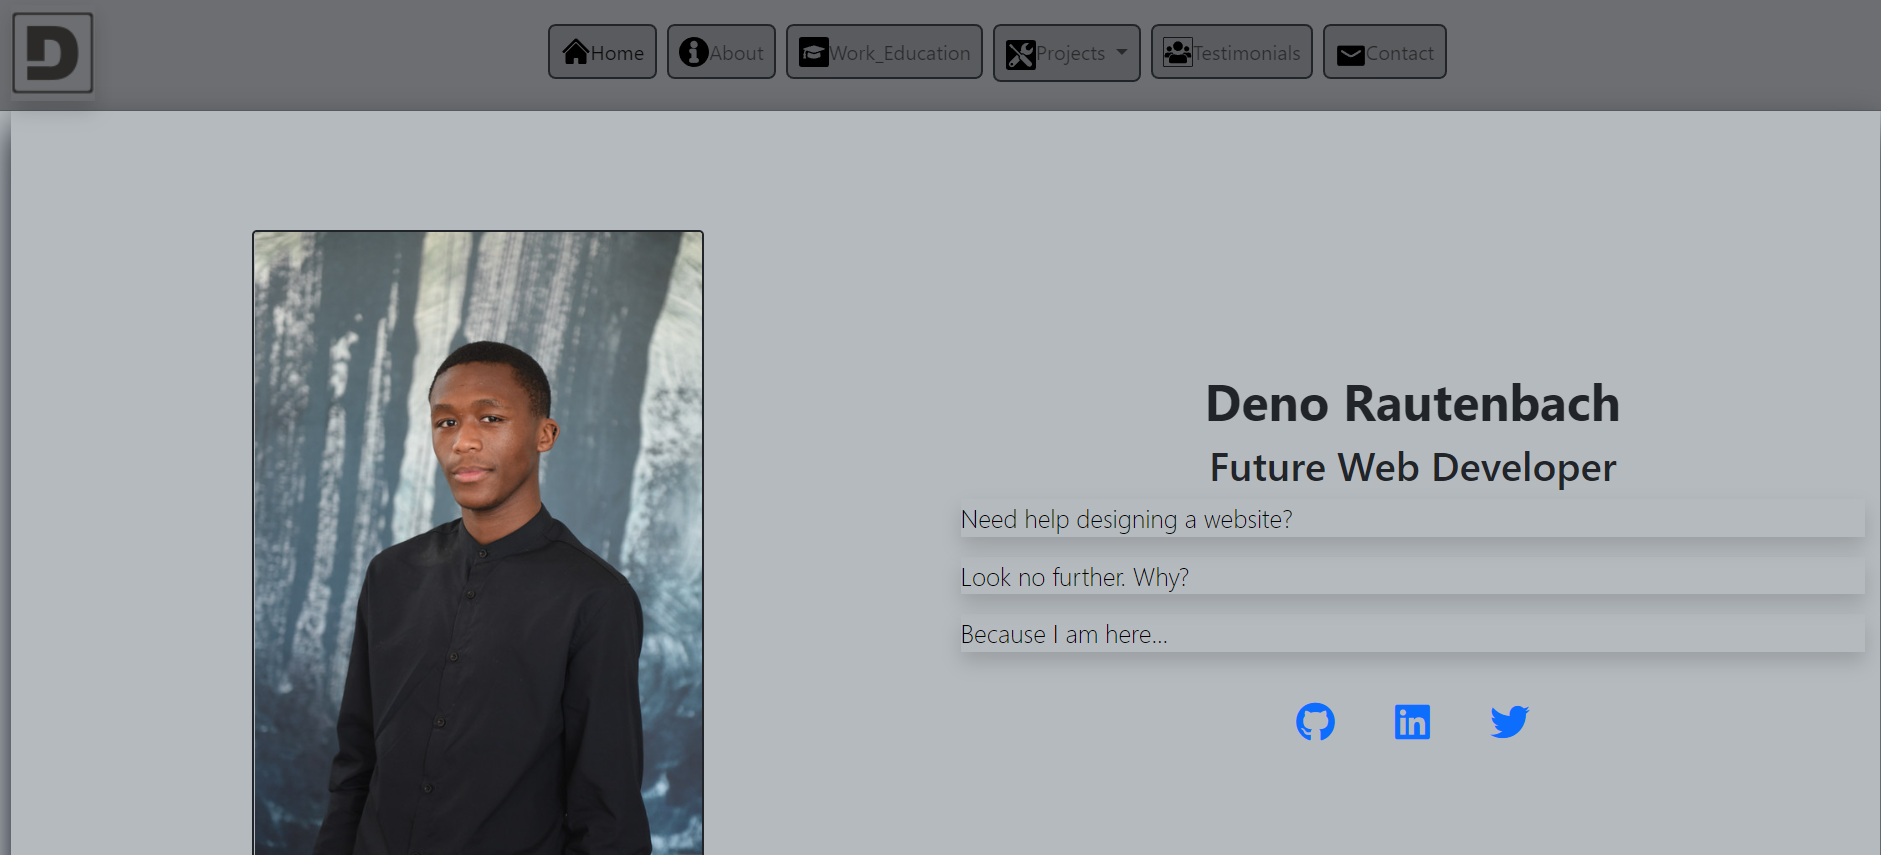 D
Home
About
Work_Education
Projects
Testimonials
Contact
Deno Rautenbach
Future Web Developer
Need help designing a website?
Look no further. Why?
Because I am here...
in